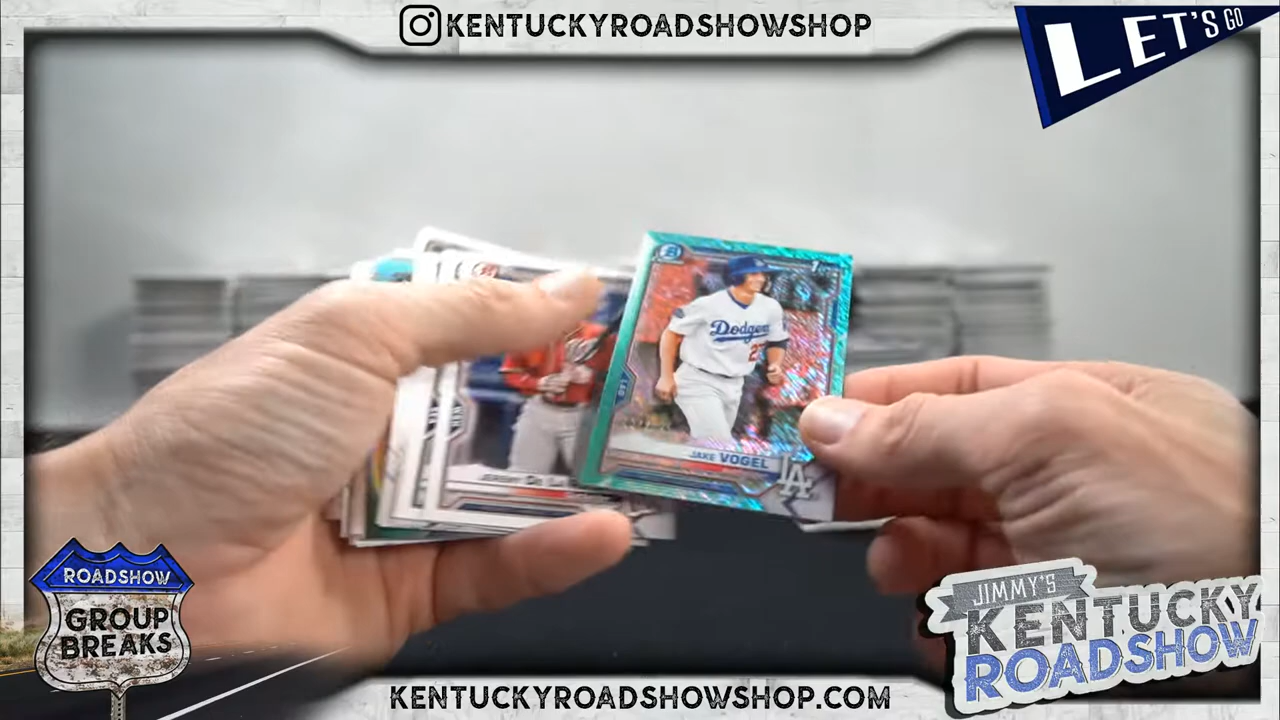 KENTUCKYROADSHOWSHOP
LET'S GO
Dodgers
JAKE VOGEL
LA
ROADSHOW
GROUP
BREAKS
JIMMY'S
KENTUCKY
ROADSHOW
KENTUCKYROADSHOWSHOP.COM